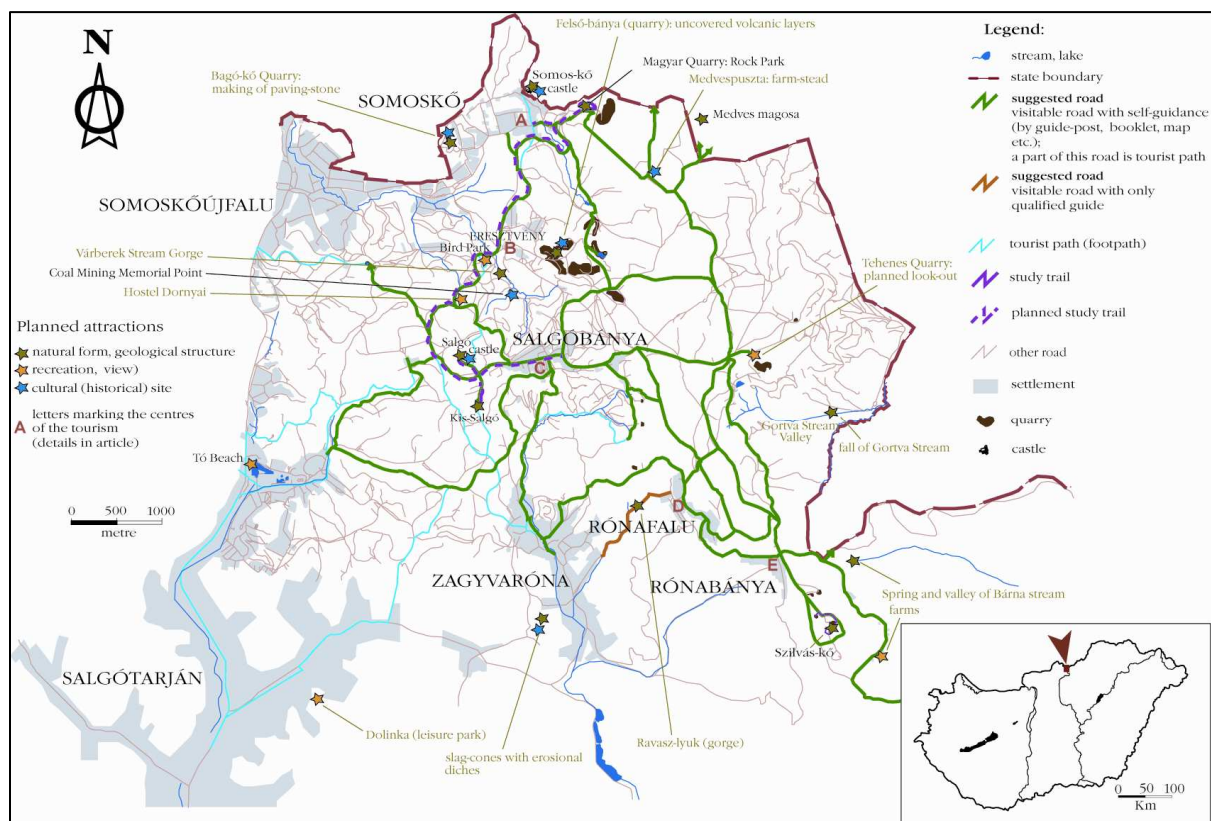 Felső-bánya (quarry): uncovered volcanic layers
Legend:
N
stream, lake
Magyar Quarry: Rock Park
Bagó-kő Quarry:
making of paving-stone
Somos-kő
castle
Medvespuszta: farm-stead
state boundary
SOMOSKŐ
suggested road
visitable road with self-guidance
(by guide-post, booklet, map
etc.);
a part of this road is tourist path
A
Medves magosa
suggested road
visitable road with only
qualified guide
SOMOSKŐÚJFALU
ERESZTVÉNY
B
Bird Park
tourist path (footpath)
Várberek Stream Gorge
Coal Mining Memorial Point
Tehenes Quarry:
planned look-out
study trail
Hostel Dornyai
planned study trail
Planned attractions
SALGÓBÁNYA
Salgó
castle
other road
natural form, geological structure
C
recreation, view)
settlement
cultural (historical) site
Kis-Salgó
A letters marking the centres
of the tourism
(details in article)
Gortva Stream
Valley
fall of Gortva Stream
quarry
castle
Tó Beach
0 500 1000
metre
D
RÓNAFALU
E
ZAGYVARÓNA
RÓNABÁNYA
Spring and valley of Bárna stream
farms
Szilvás-kő
SALGÓTARJÁN
Dolinka (leisure park)
Ravasz-lyuk (gorge)
slag-cones with erosional
diches
0 50 100
Km